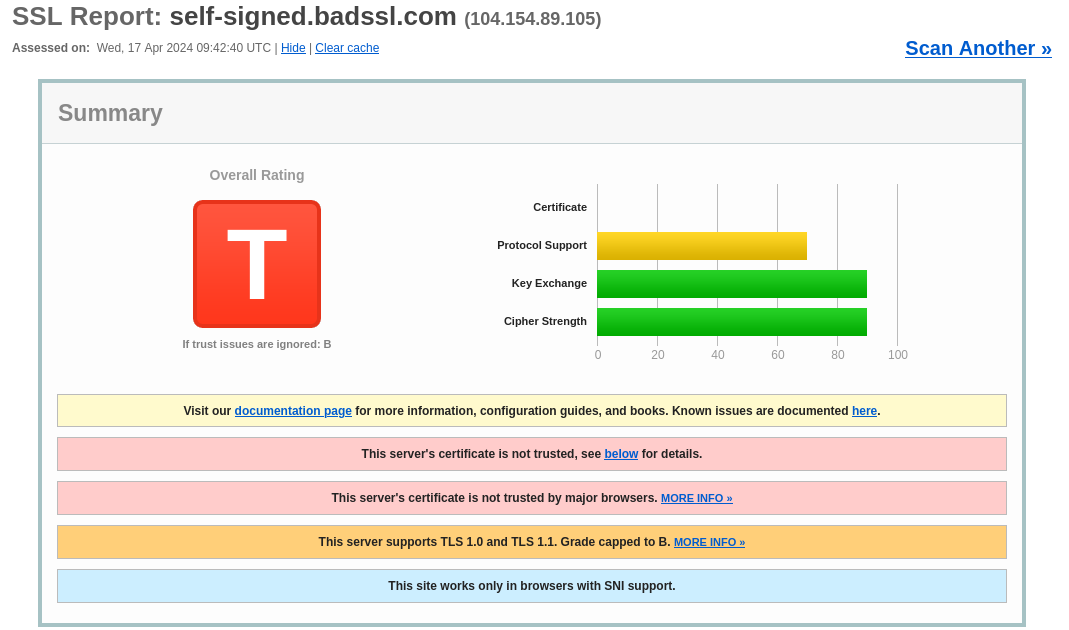 SSL Report: self-signed.badssl.com (104.154.89.105)
Assessed on: Wed, 17 Apr 2024 09:42:40 UTC | Hide | Clear cache
Scan Another »
Summary
Overall Rating
T
If trust issues are ignored: B
Certificate
Protocol Support
Key Exchange
Cipher Strength
0 20 40 60 80 100
Visit our documentation page for more information, configuration guides, and books. Known issues are documented here.
This server's certificate is not trusted, see below for details.
This server's certificate is not trusted by major browsers. MORE INFO »
This server supports TLS 1.0 and TLS 1.1. Grade capped to B. MORE INFO »
This site works only in browsers with SNI support.